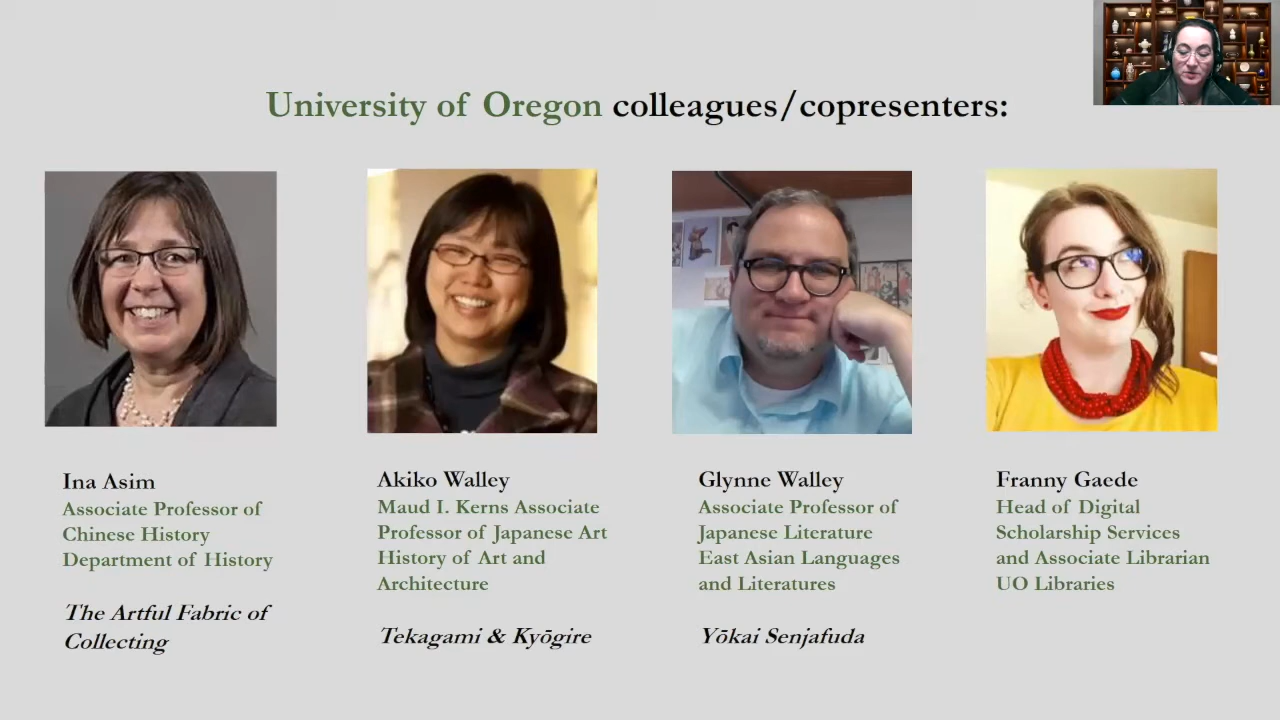 University of Oregon colleagues/copresenters:
Ina Asim
Associate Professor of
Chinese History
Department of History
The Artful Fabric of
Collecting
Akiko Walley
Maud I. Kerns Associate
Professor of Japanese Art
History of Art and
Architecture
Tekagami & Kyōgire
Glynne Walley
Associate Professor of
Japanese Literature
East Asian Languages
and Literatures
Yōkai Senjafuda
Franny Gaede
Head of Digital
Scholarship Services
and Associate Librarian
UO Libraries